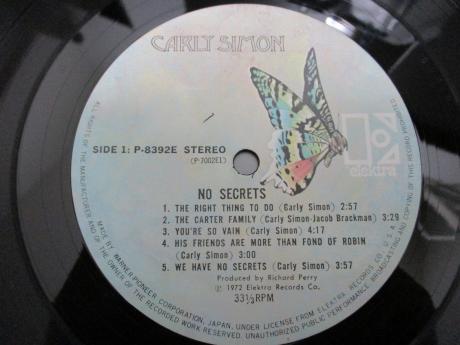 CARLY SIMON
SIDE 1: P-8392E STEREO
(P-7002E1)
elektra
NO SECRETS
1. THE RIGHT THING TO DO (Carly Simon) 2:57
2. THE CARTER FAMILY (Carly Simon-Jacob Brackman) 3:29
3. YOU'RE SO VAIN (Carly Simon) 4:17
4. HIS FRIENDS ARE MORE THAN FOND OF ROBIN
(Carly Simon) 3:00
5. WE HAVE NO SECRETS (Carly Simon) 3:57
Produced by Richard Perry
℗ 1972 Elektra Records Co.
33⅓RPM
MADE BY WARNER-PIONEER CORPORATION, JAPAN, UNDER LICENSE FROM ELEKTRA RECORDS CO., U.S.A.
ALL RIGHTS OF THE MANUFACTURER AND OF THE OWNER OF THE RECORDED WORK RESERVED. UNAUTHORIZED PUBLIC PERFORMANCE BROADCASTING AND COPYING OF THIS RECORD PROHIBITED.